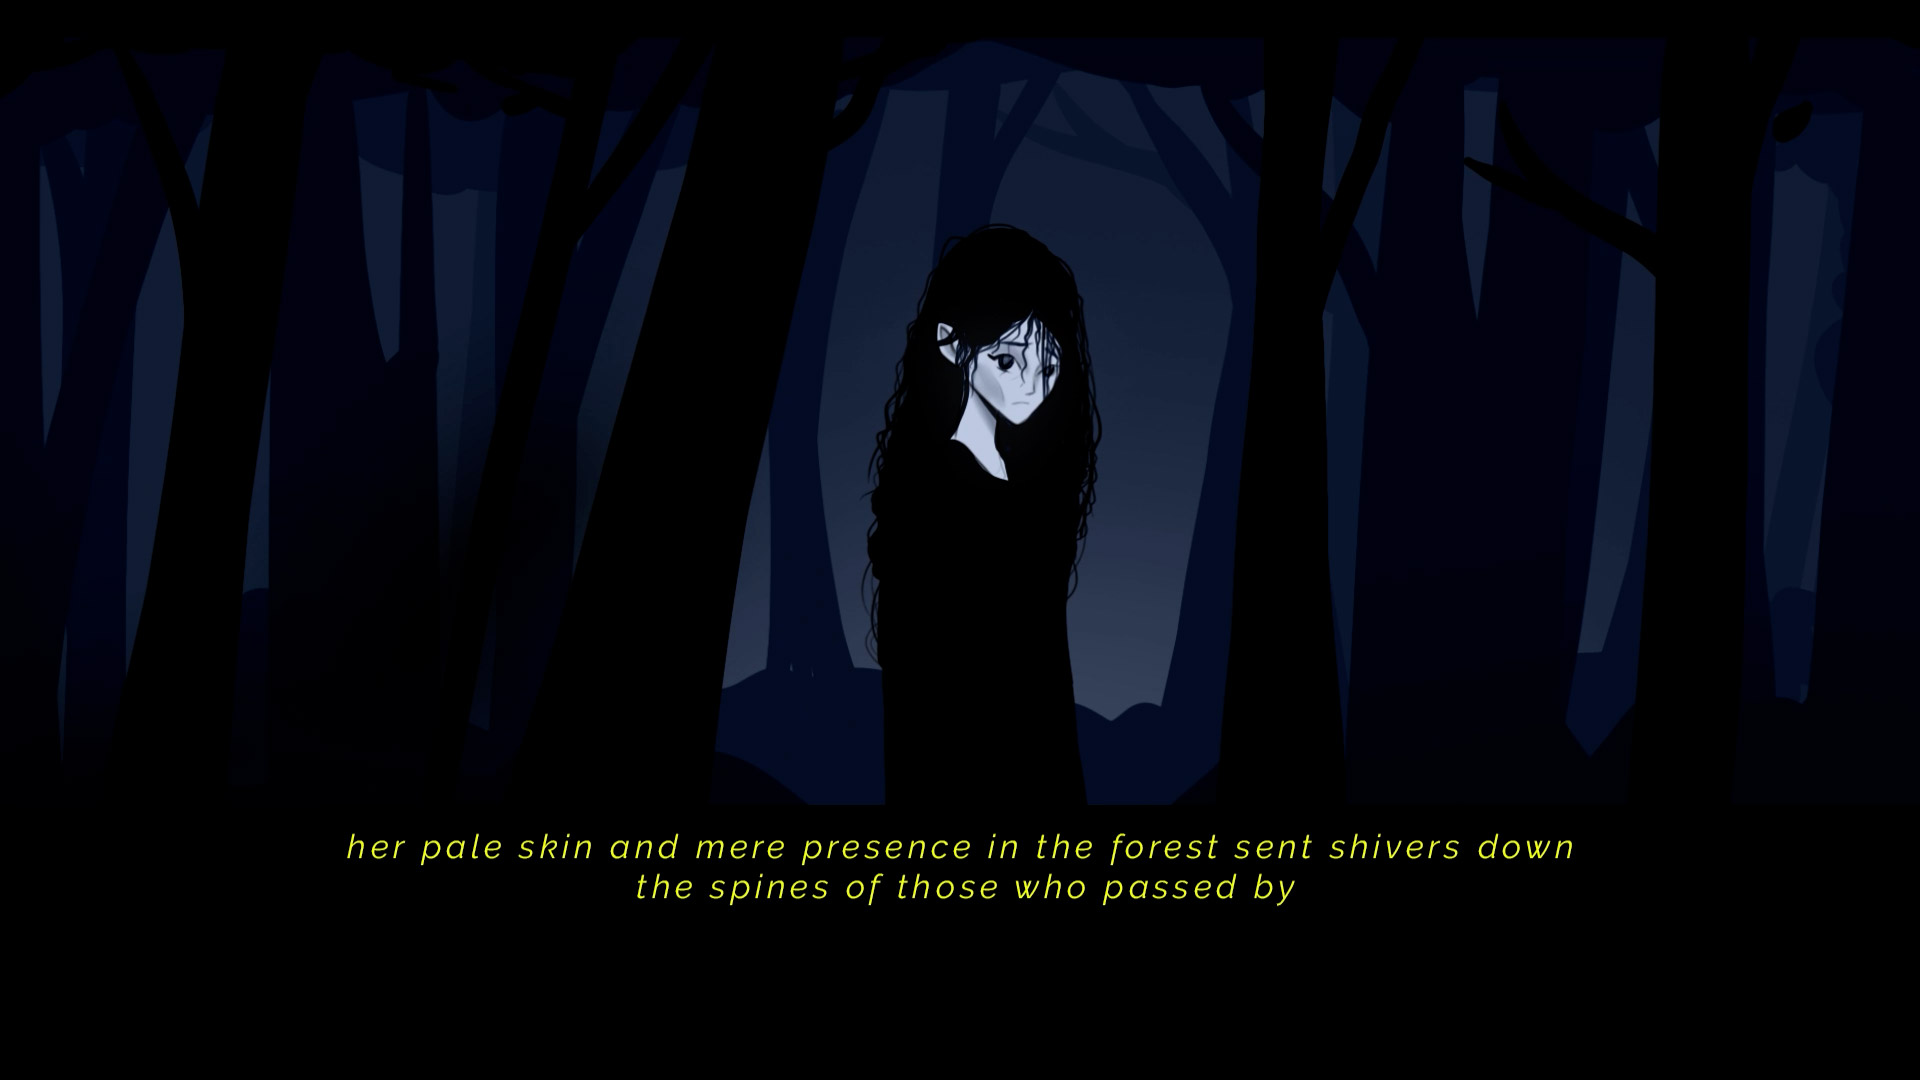 her pale skin and mere presence in the forest sent shivers down
the spines of those who passed by